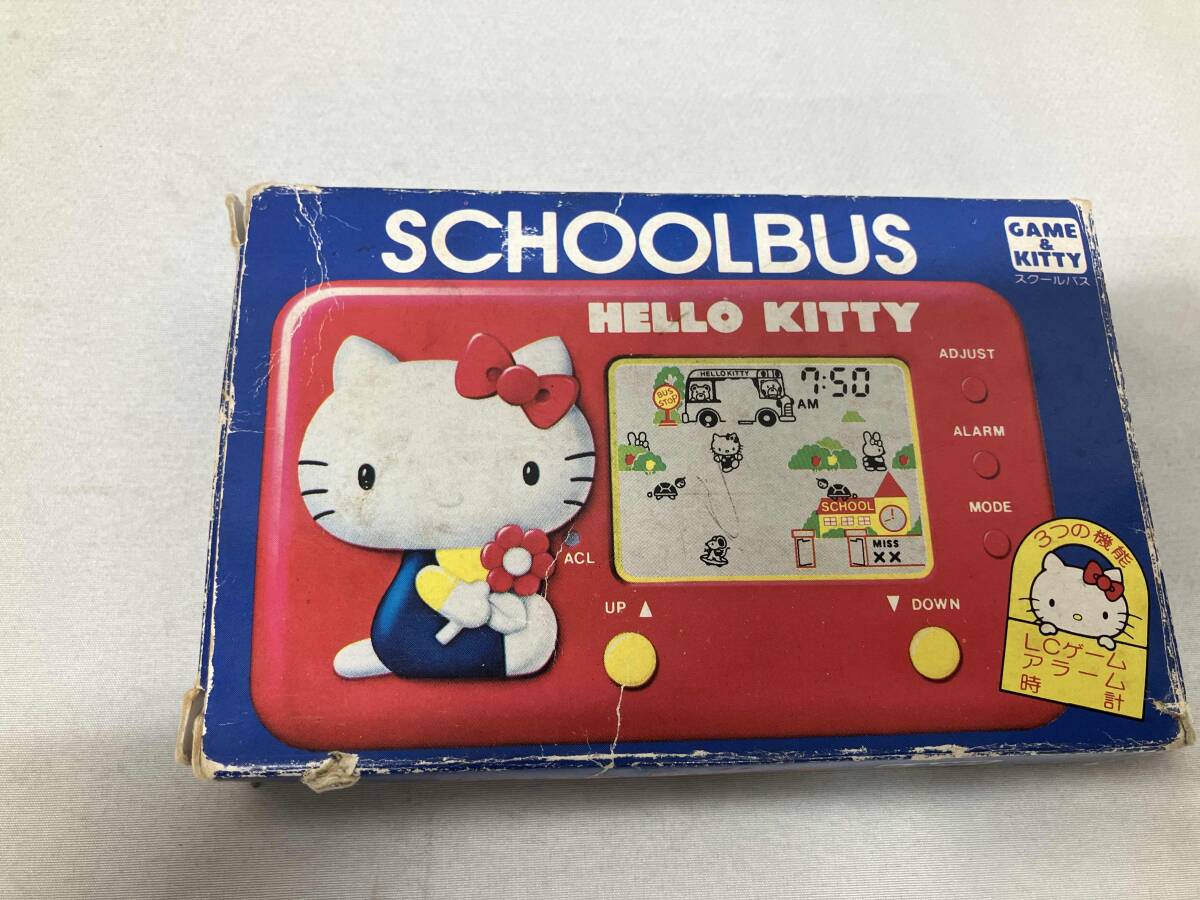 SCHOOLBUS
GAME
&
KITTY
スクールバス
HELLO KITTY
ADJUST
ALARM
MODE
HELLO KITTY
BUS
STOP
7:50
AM
SCHOOL
MISS
××
ACL
UP ▲
▼ DOWN
3つの機能
LCゲーム
アラーム
時計